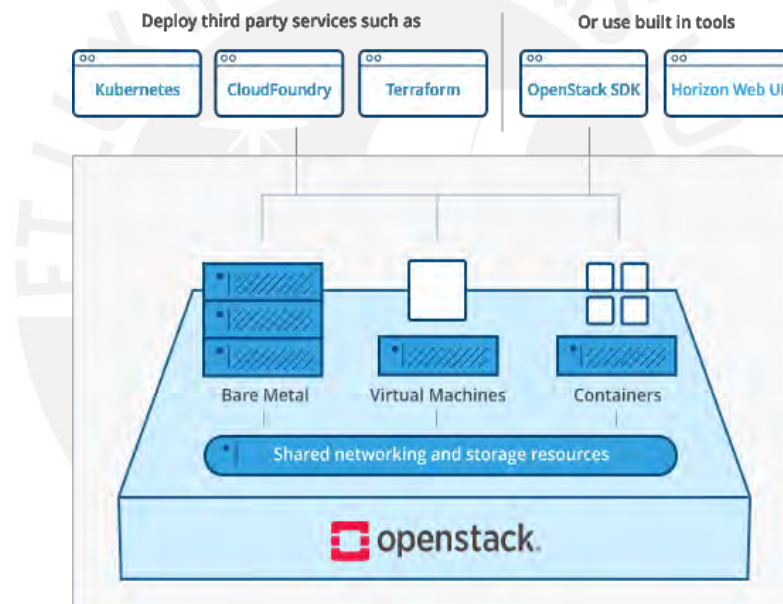 Deploy third party services such as
Or use built in tools
Kubernetes
CloudFoundry
Terraform
OpenStack SDK
Horizon Web UI
Bare Metal
Virtual Machines
Containers
Shared networking and storage resources
openstack.